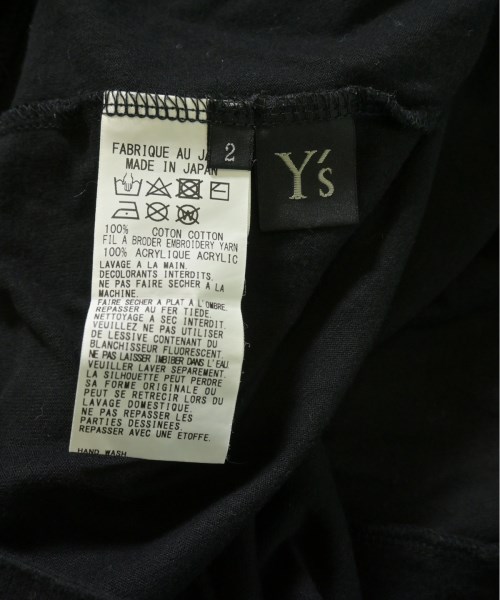 FABRIQUE AU JA
MADE IN JAPAN
2
Y's
100% COTON COTTON
FIL A BRODER EMBROIDERY YARN
100% ACRYLIQUE ACRYLIC
LAVAGE A LA MAIN.
DECOLORANTS INTERDITS.
NE PAS FAIRE SECHER A LA
MACHINE.
FAIRE SECHER A PLAT A L'OMBRE.
REPASSER AU FER TIEDE.
NETTOYAGE A SEC INTERDIT.
VEUILLEZ NE PAS UTILISER
DE LESSIVE CONTENANT DU
BLANCHISSEUR FLUORESCENT.
NE PAS LAISSER IMBIBER DANS L'EAU
VEUILLER LAVER SEPAREMENT.
LA SILHOUETTE PEUT PERDRE
SA FORME ORIGINALE OU
PEUT SE RETRECIR LORS DU
LAVAGE DOMESTIQUE.
NE PAS REPASSER LES
PARTIES DESSINEES.
REPASSER AVEC UNE ETOFFE.
HAND WASH